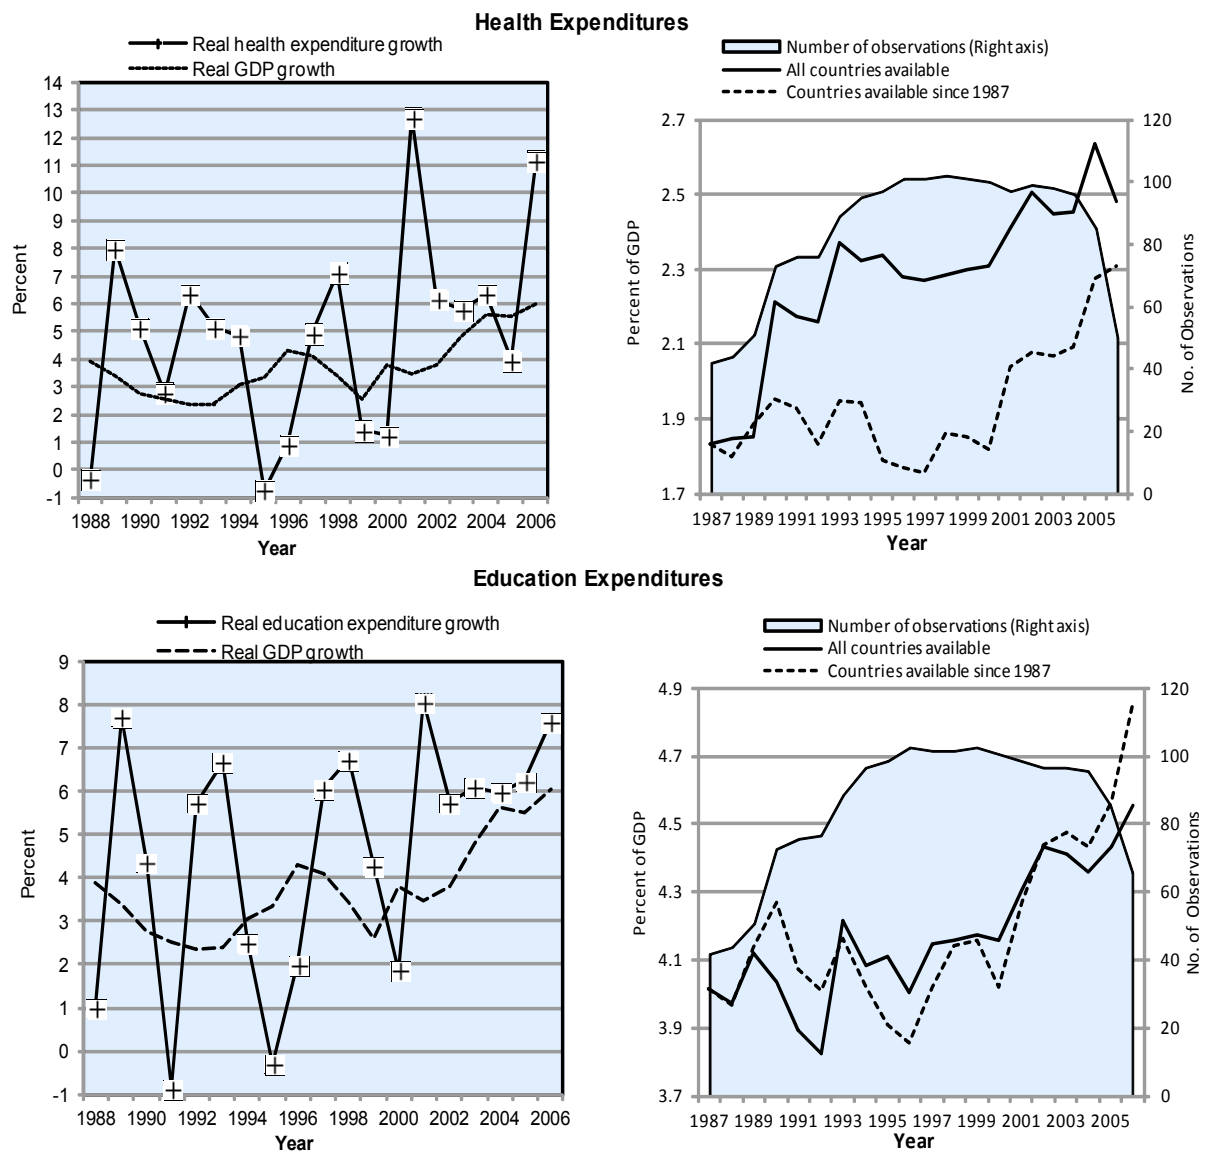 Health Expenditures
Real health expenditure growth
Real GDP growth
Percent
14
13
12
11
10
9
8
7
6
5
4
3
2
1
0
-1
1988 1990 1992 1994 1996 1998 2000 2002 2004 2006
Year
Number of observations (Right axis)
All countries available
Countries available since 1987
Percent of GDP
2.7
2.5
2.3
2.1
1.9
1.7
120
100
80
60
40
20
0
No. of Observations
1987 1989 1991 1993 1995 1997 1999 2001 2003 2005
Year
Education Expenditures
Real education expenditure growth
Real GDP growth
Percent
9
8
7
6
5
4
3
2
1
0
-1
1988 1990 1992 1994 1996 1998 2000 2002 2004 2006
Year
Number of observations (Right axis)
All countries available
Countries available since 1987
Percent of GDP
4.9
4.7
4.5
4.3
4.1
3.9
3.7
120
100
80
60
40
20
0
No. of Observations
1987 1989 1991 1993 1995 1997 1999 2001 2003 2005
Year